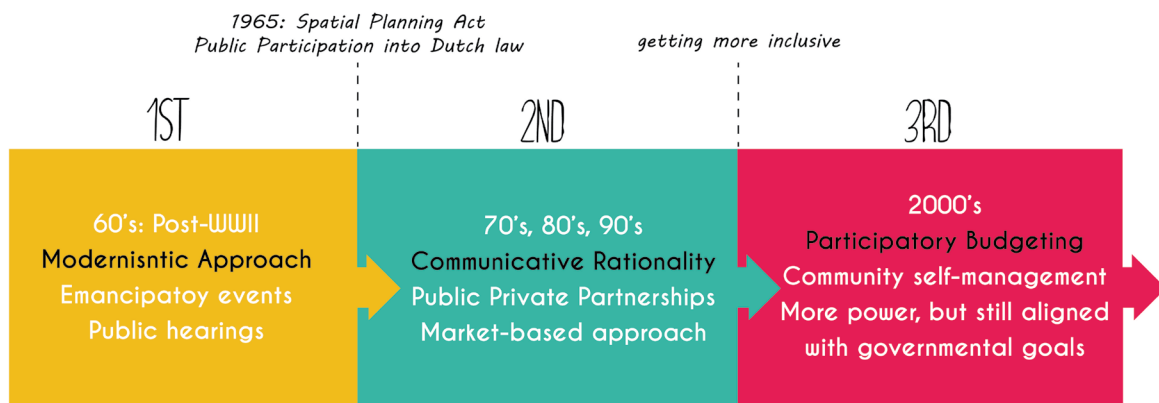 1965: Spatial Planning Act
Public Participation into Dutch law
getting more inclusive
1ST
2ND
3RD
60's: Post-WWII
Modernisntic Approach
Emancipatoy events
Public hearings
70's, 80's, 90's
Communicative Rationality
Public Private Partnerships
Market-based approach
2000's
Participatory Budgeting
Community self-management
More power, but still aligned
with governmental goals